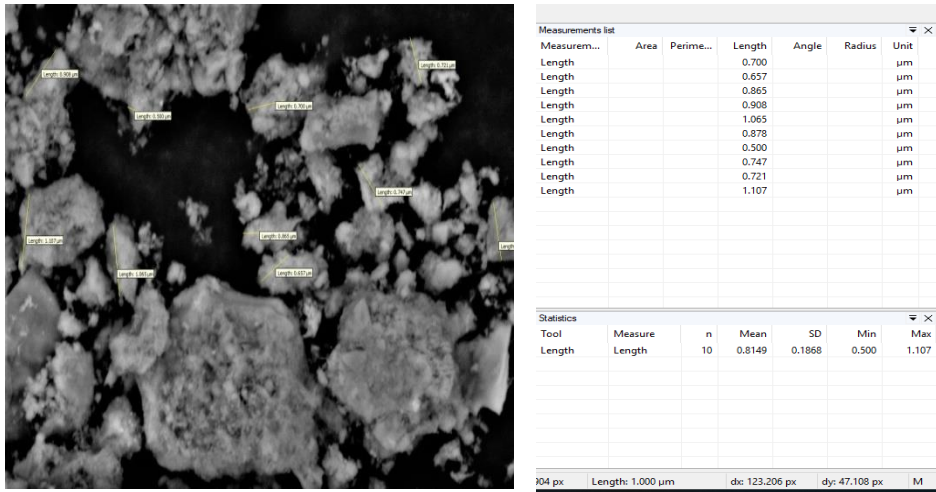 Length: 0.908 µm
Length: 0.500 µm
Length: 0.700 µm
Length: 0.721 µm
Length: 0.747 µm
Length: 1.107 µm
Length: 1.065 µm
Length: 0.865 µm
Length: 0.657 µm
Length
Measurements list
Measurem... Area Perime... Length Angle Radius Unit
Length 0.700 µm
Length 0.657 µm
Length 0.865 µm
Length 0.908 µm
Length 1.065 µm
Length 0.878 µm
Length 0.500 µm
Length 0.747 µm
Length 0.721 µm
Length 1.107 µm
Statistics
Tool Measure n Mean SD Min Max
Length Length 10 0.8149 0.1868 0.500 1.107
904 px Length: 1.000 µm dx: 123.206 px dy: 47.108 px M